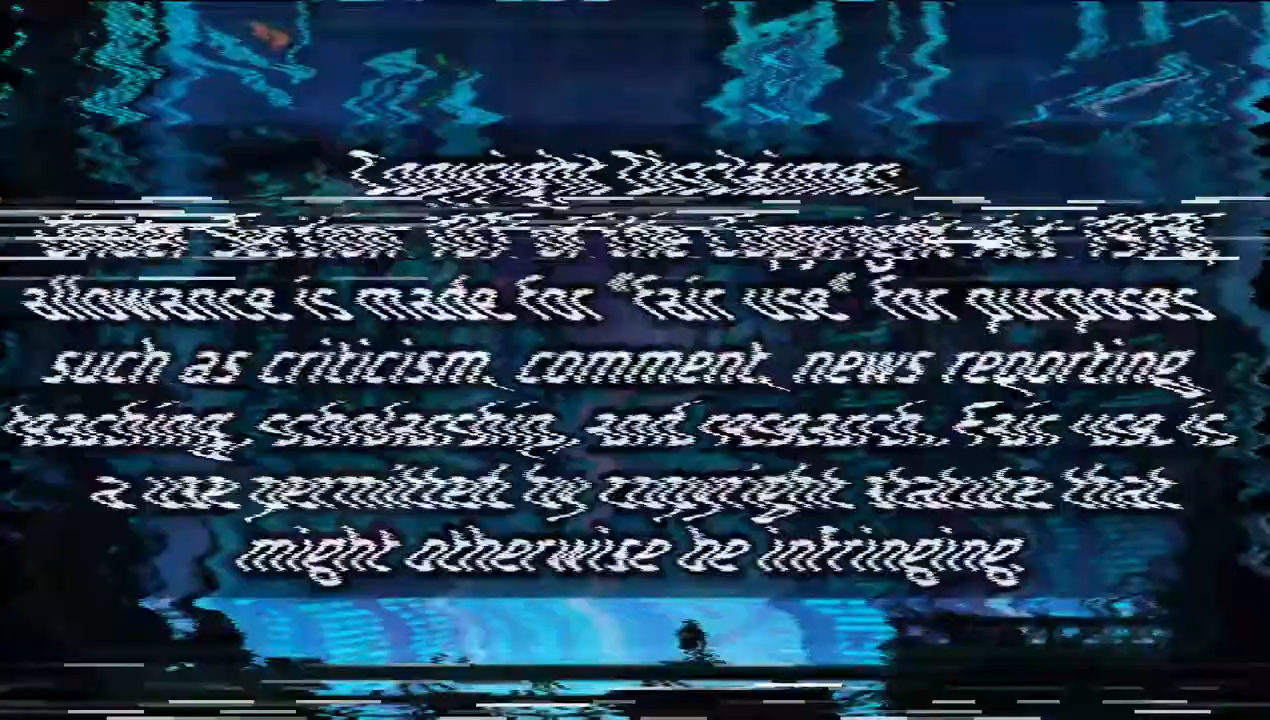 Copyright Disclaimer
Under Section 107 of the Copyright Act 1976,
allowance is made for "fair use" for purposes
such as criticism, comment, news reporting,
teaching, scholarship, and research. Fair use is
a use permitted by copyright statute that
might otherwise be infringing.